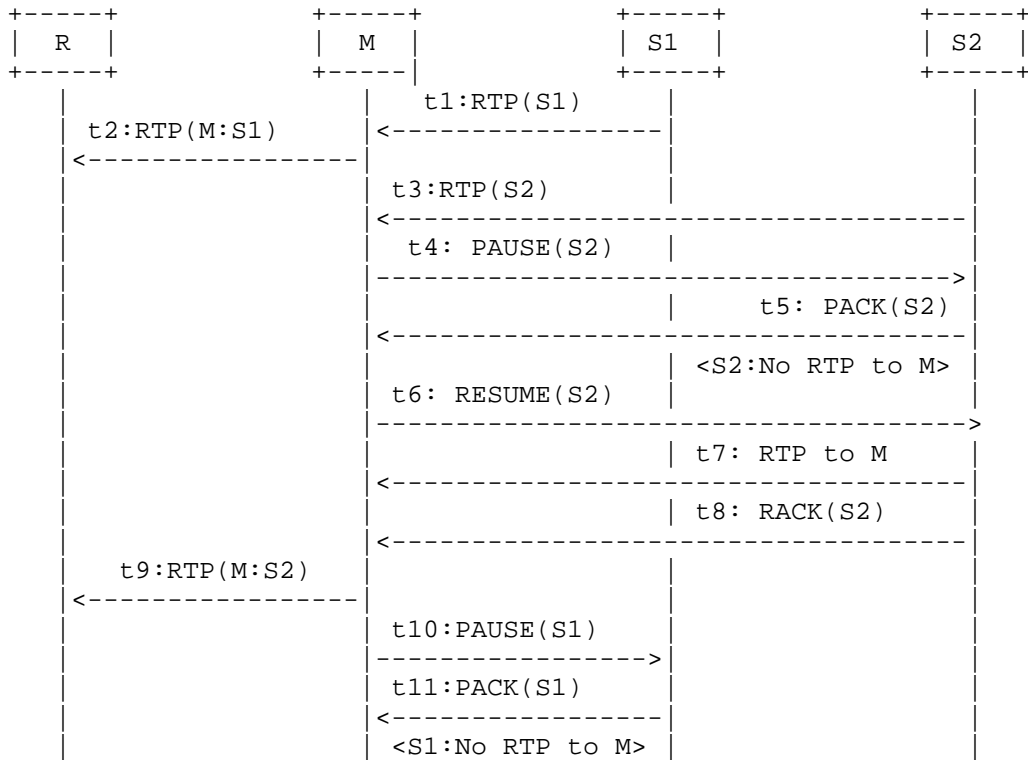 R M S1 S2
t1:RTP(S1)
t2:RTP(M:S1)
t3:RTP(S2)
t4: PAUSE(S2)
t5: PACK(S2)
<S2:No RTP to M>
t6: RESUME(S2)
t7: RTP to M
t8: RACK(S2)
t9:RTP(M:S2)
t10:PAUSE(S1)
t11:PACK(S1)
<S1:No RTP to M>